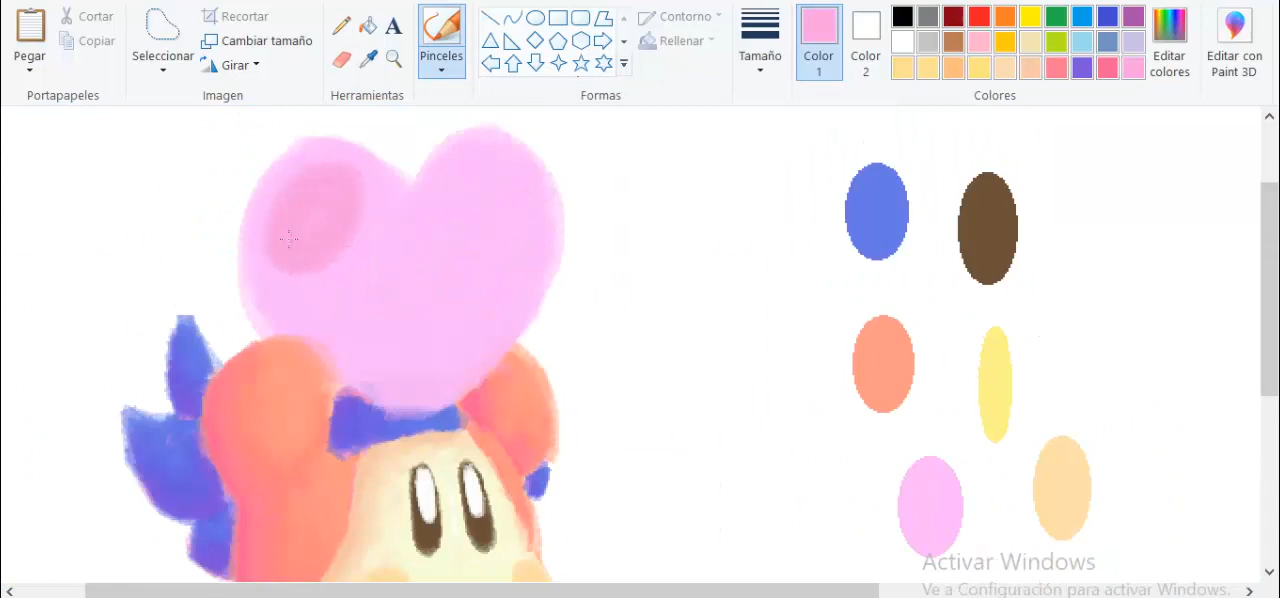 Pegar
Cortar
Copiar
Portapapeles
Seleccionar
Recortar
Cambiar tamaño
Girar
Imagen
A
Herramientas
Pinceles
Formas
Contorno
Rellenar
Tamaño
Color
1
Color
2
Colores
Editar
colores
Editar con
Paint 3D
Activar Windows
Ve a Configuración para activar Windows.